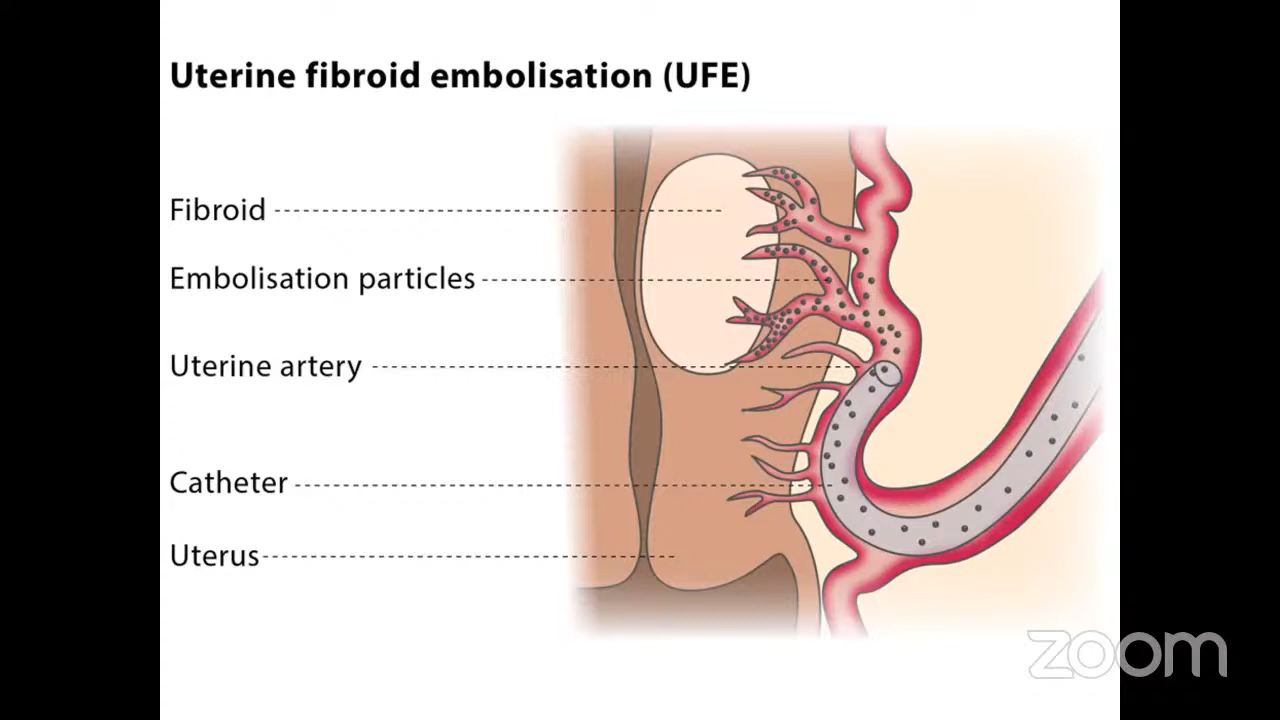 Uterine fibroid embolisation (UFE)
Fibroid
Embolisation particles
Uterine artery
Catheter
Uterus
zoom